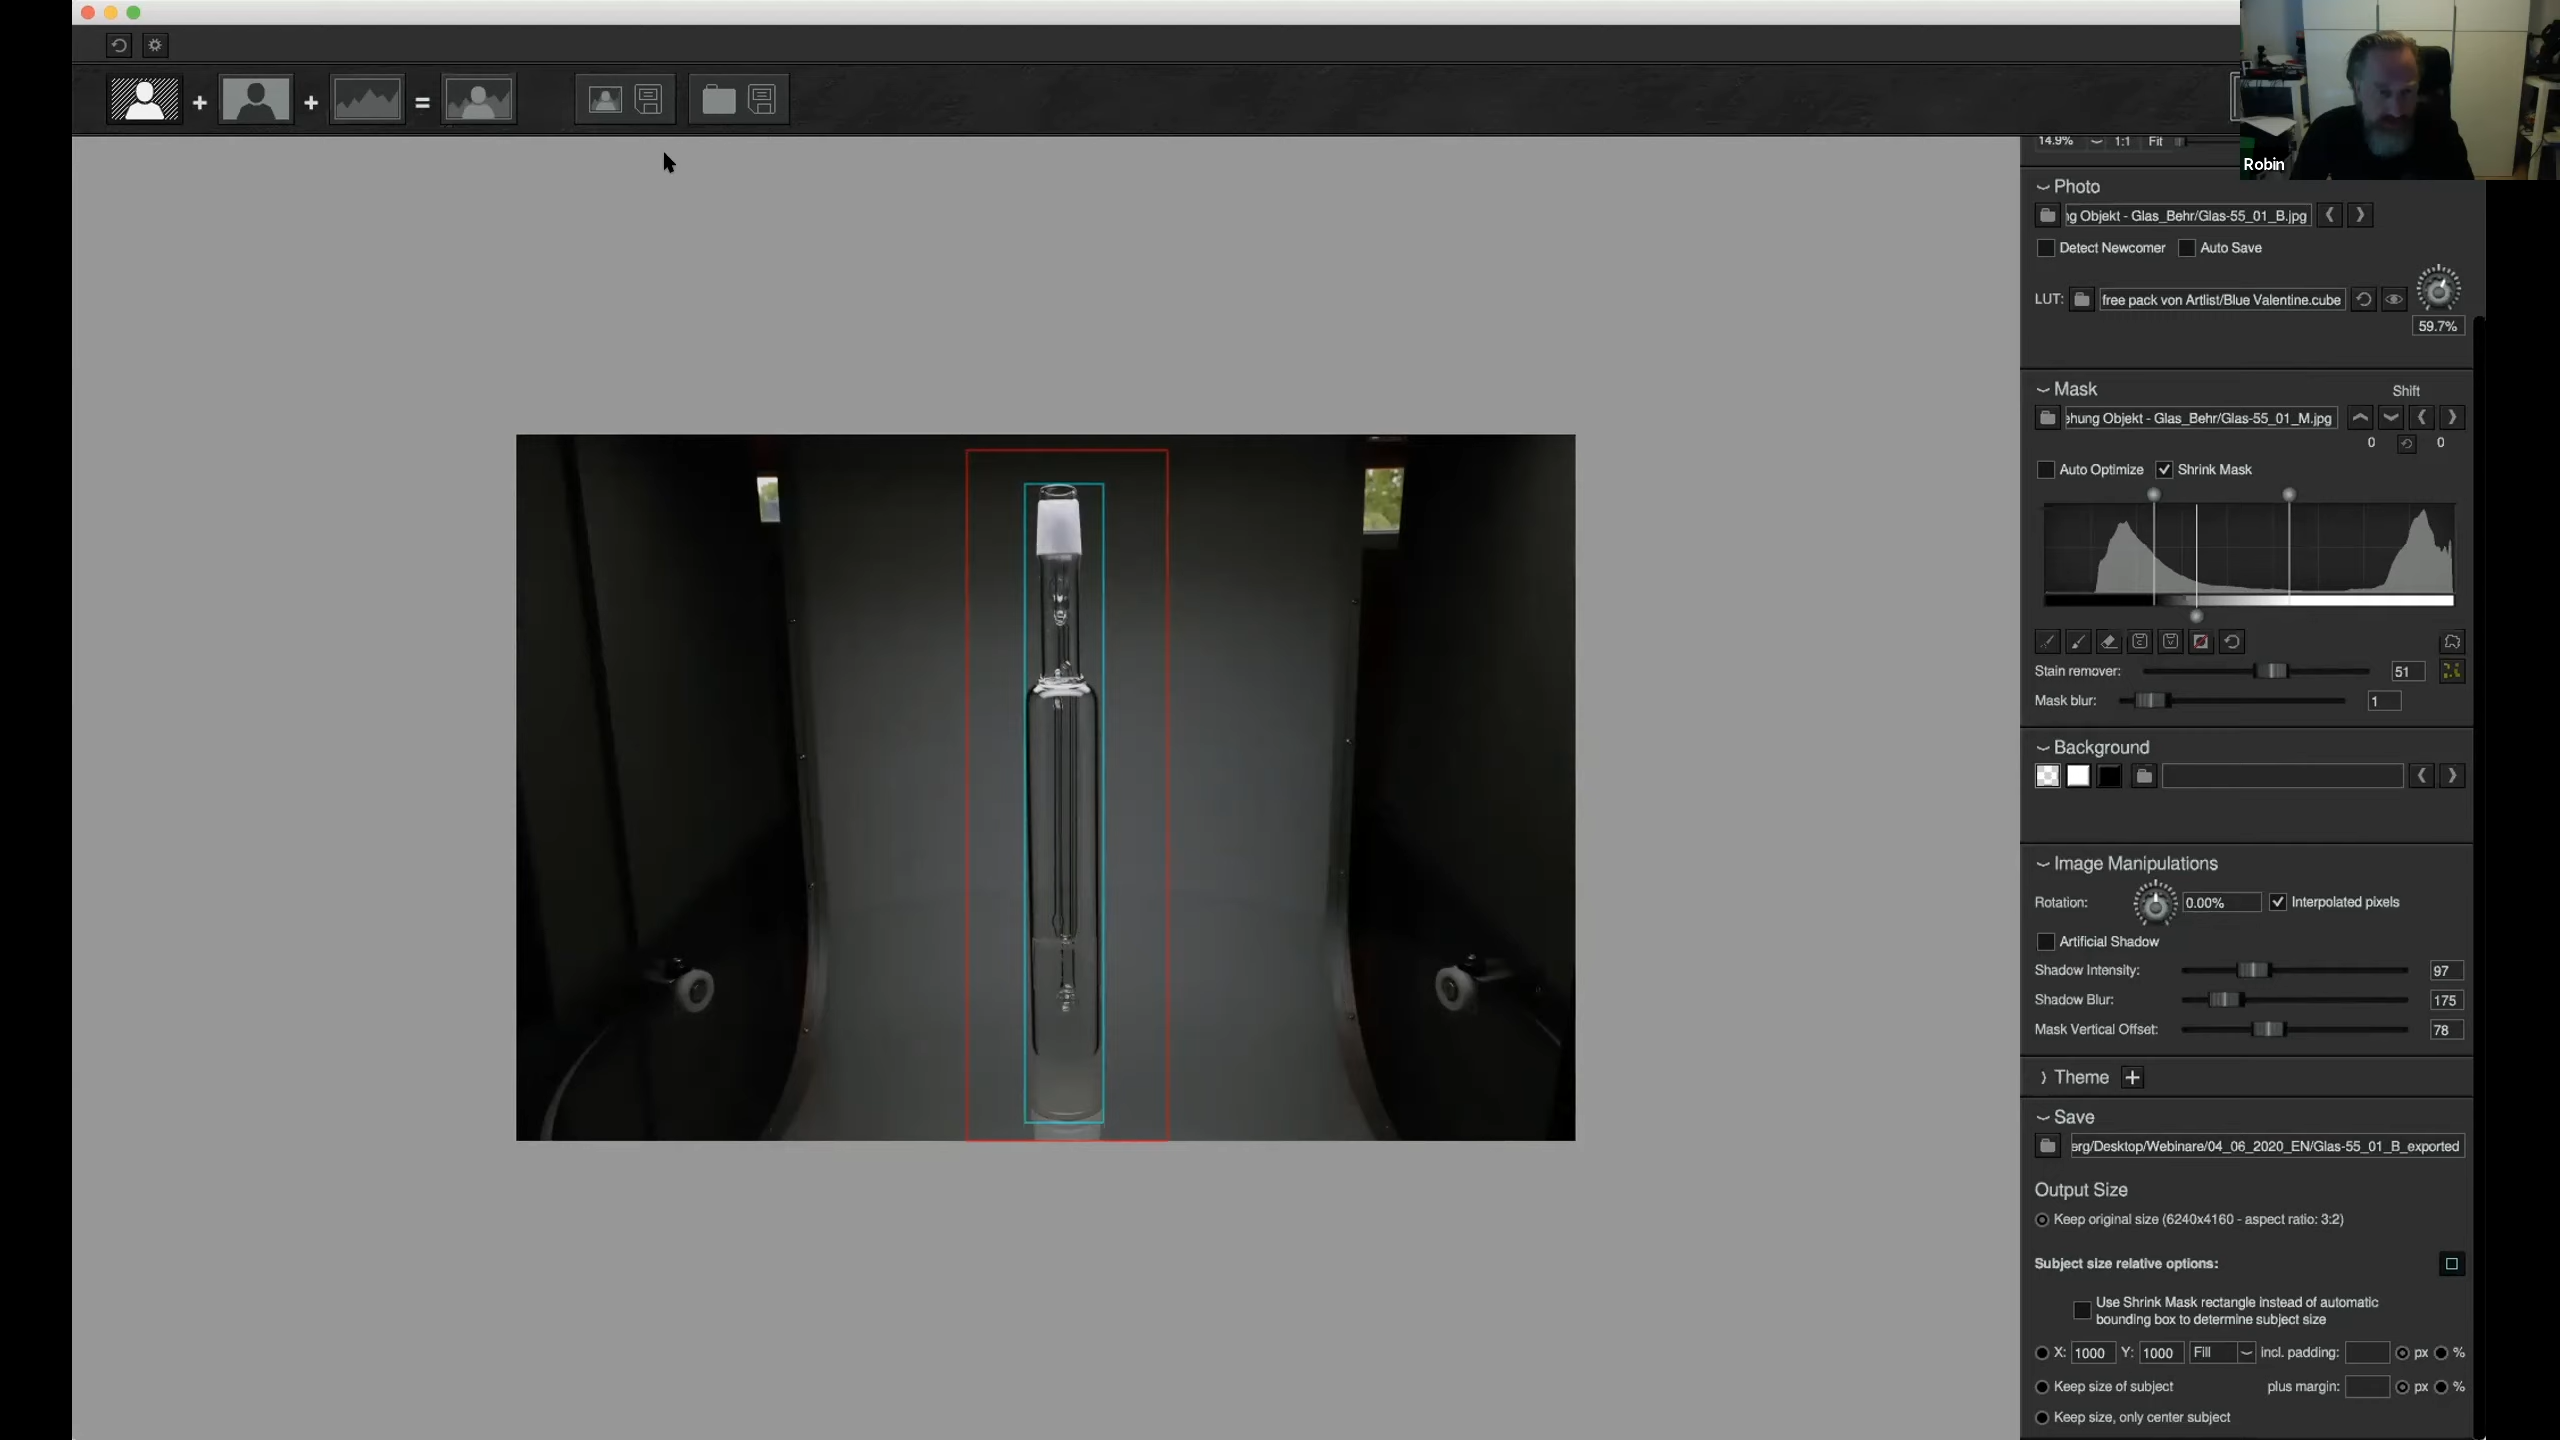 Robin
14.9% 1:1 Fit
Photo
ng Objekt - Glas_Behr/Glas-55_01_B.jpg
Detect Newcomer Auto Save
LUT: free pack von Artlist/Blue Valentine.cube
59.7%
Mask Shift
ehung Objekt - Glas_Behr/Glas-55_01_M.jpg
0 0
Auto Optimize Shrink Mask
Stain remover: 51
Mask blur: 1
Background
Image Manipulations
Rotation: 0.00% Interpolated pixels
Artificial Shadow
Shadow Intensity: 97
Shadow Blur: 175
Mask Vertical Offset: 78
Theme +
Save
erg/Desktop/Webinare/04_06_2020_EN/Glas-55_01_B_exported
Output Size
Keep original size (6240x4160 - aspect ratio: 3:2)
Subject size relative options:
Use Shrink Mask rectangle instead of automatic
bounding box to determine subject size
X: 1000 Y: 1000 Fill incl. padding: px %
Keep size of subject plus margin: px %
Keep size, only center subject